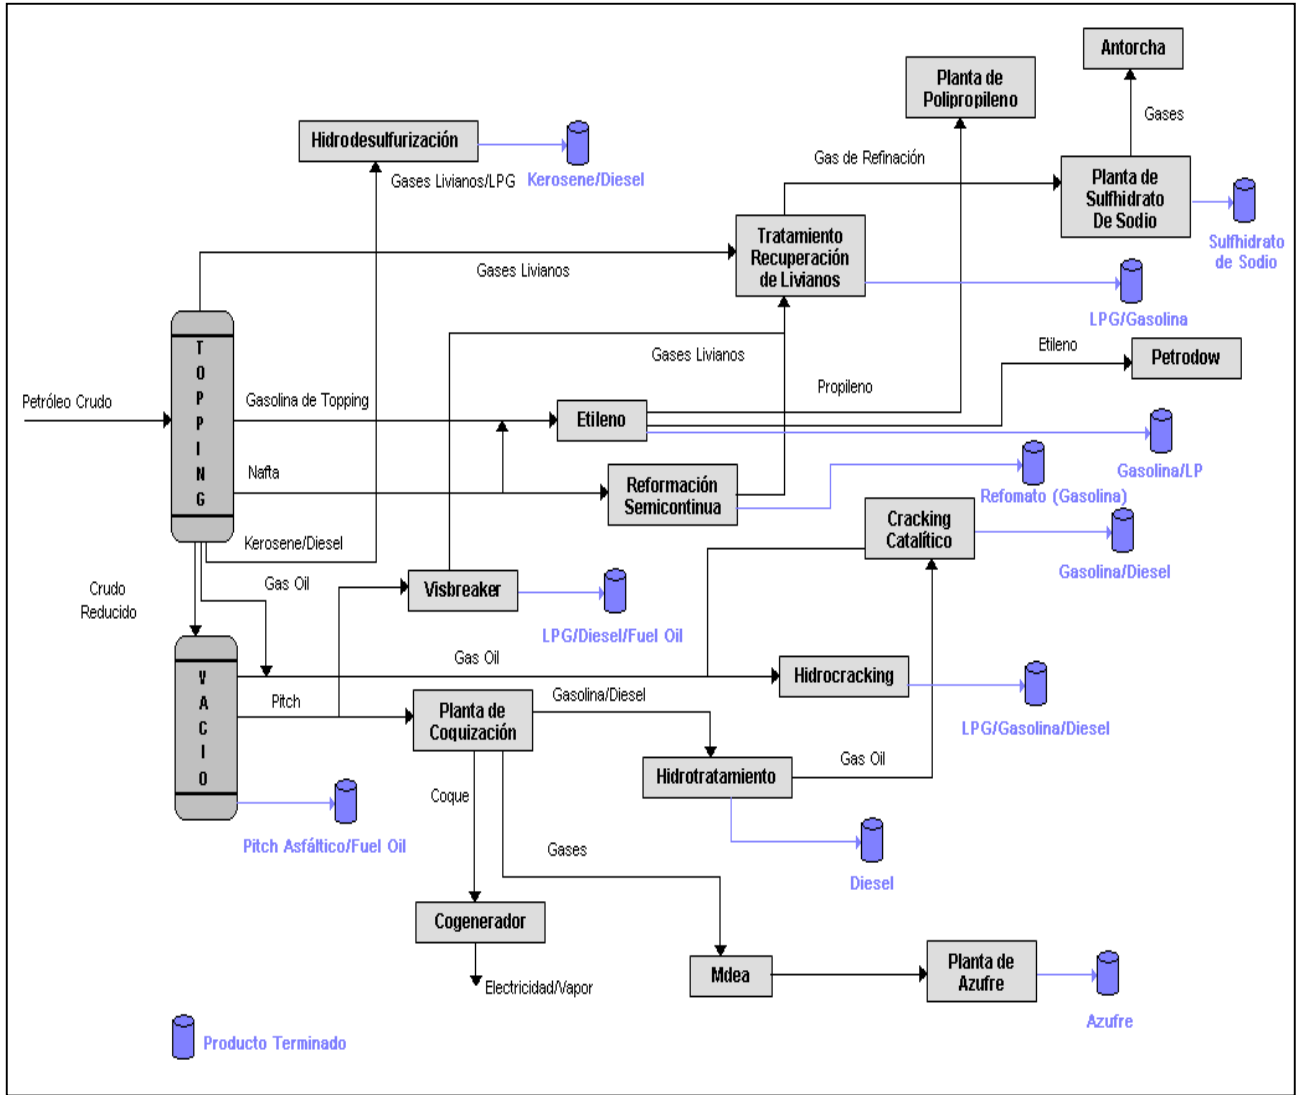 Antorcha
Planta de
Polipropileno
Gases
Hidrodesulfurización
Gas de Refinación
Gases Livianos/LPG
Kerosene/Diesel
Planta de
Sulfhidrato
De Sodio
Tratamiento
Recuperación
de Livianos
Sulfhidrato
de Sodio
Gases Livianos
LPG/Gasolina
TOPPING
Gases Livianos
Etileno
Petrodow
Propileno
Petróleo Crudo
Gasolina de Topping
Etileno
Gasolina/LP
Nafta
Reformación
Semicontinua
Refomato (Gasolina)
Cracking
Catalítico
Kerosene/Diesel
Gasolina/Diesel
Gas Oil
Crudo
Reducido
Visbreaker
LPG/Diesel/Fuel Oil
Gas Oil
Hidrocracking
VACIO
Pitch
Gasolina/Diesel
Planta de
Coquización
LPG/Gasolina/Diesel
Hidrotratamiento
Gas Oil
Coque
Pitch Asfáltico/Fuel Oil
Gases
Diesel
Cogenerador
Mdea
Planta de
Azufre
Electricidad/Vapor
Azufre
Producto Terminado